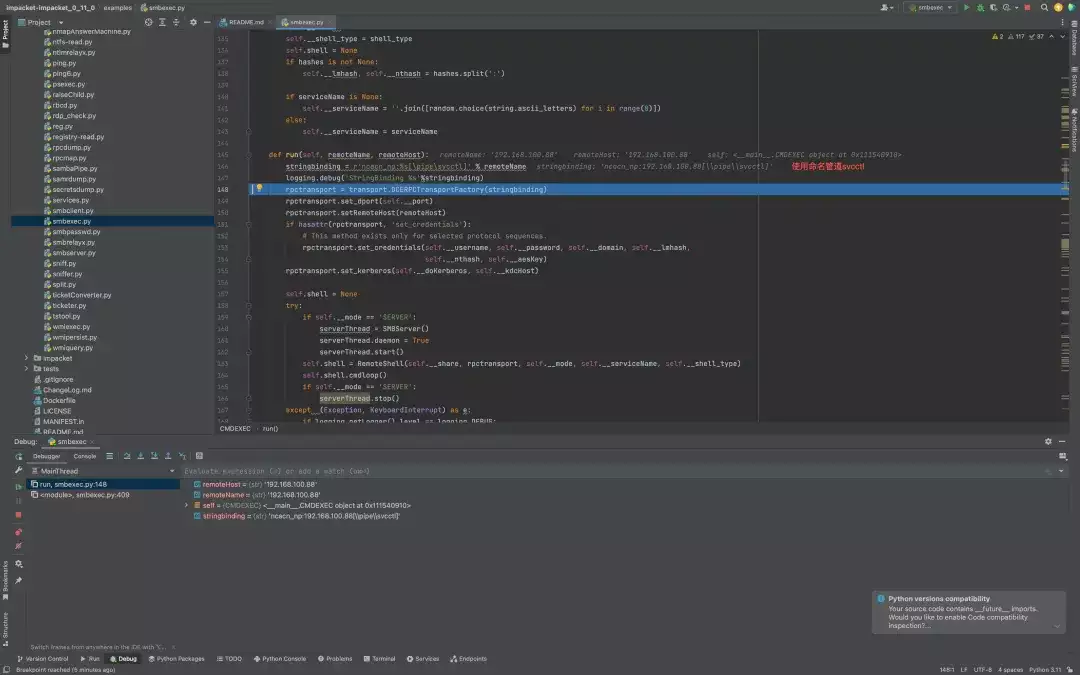 impacket-impacket_0_11_0 examples smbexec.py
smbexec
Project
README.md
smbexec.py
2 117 37
nmapAnswerMachine.py
ntfs-read.py
ntlmrelayx.py
ping.py
ping6.py
psexec.py
raiseChild.py
rbcd.py
rdp_check.py
reg.py
registry-read.py
rpcdump.py
rpcmap.py
sambaPipe.py
samrdump.py
secretsdump.py
services.py
smbclient.py
smbexec.py
smbpasswd.py
smbrelayx.py
smbserver.py
sniff.py
sniffer.py
split.py
ticketConverter.py
ticketer.py
tstool.py
wmiexec.py
wmipersist.py
wmiquery.py
impacket
tests
.gitignore
ChangeLog.md
Dockerfile
LICENSE
MANIFEST.in
README.md
135 self.__shell_type = shell_type
136 self.shell = None
137 if hashes is not None:
138 self.__lmhash, self.__nthash = hashes.split(':')
139
140 if serviceName is None:
141 self.__serviceName = ''.join([random.choice(string.ascii_letters) for i in range(8)])
142 else:
143 self.__serviceName = serviceName
144
145 def run(self, remoteName, remoteHost): remoteName: '192.168.100.88' remoteHost: '192.168.100.88' self: <__main__.CMDEXEC object at 0x111540910>
146 stringbinding = r'ncacn_np:%s[\pipe\svcctl]' % remoteName stringbinding: 'ncacn_np:192.168.100.88[\\pipe\\svcctl]' 使用命名管道svcctl
147 logging.debug('StringBinding %s'%stringbinding)
148 rpctransport = transport.DCERPCTransportFactory(stringbinding)
149 rpctransport.set_dport(self.__port)
150 rpctransport.setRemoteHost(remoteHost)
151 if hasattr(rpctransport, 'set_credentials'):
152 # This method exists only for selected protocol sequences.
153 rpctransport.set_credentials(self.__username, self.__password, self.__domain, self.__lmhash,
154 self.__nthash, self.__aesKey)
155 rpctransport.set_kerberos(self.__doKerberos, self.__kdcHost)
156
157 self.shell = None
158 try:
159 if self.__mode == 'SERVER':
160 serverThread = SMBServer()
161 serverThread.daemon = True
162 serverThread.start()
163 self.shell = RemoteShell(self.__share, rpctransport, self.__mode, self.__serviceName, self.__shell_type)
164 self.shell.cmdloop()
165 if self.__mode == 'SERVER':
166 serverThread.stop()
167 except (Exception, KeyboardInterrupt) as e:
168 if logging.getLogger().level == logging.DEBUG:
CMDEXEC run()
Project
Bookmarks
Structure
Database
SciView
Notifications
Debug: smbexec
Debugger Console
MainThread
run, smbexec.py:148
<module>, smbexec.py:409
remoteHost = {str} '192.168.100.88'
remoteName = {str} '192.168.100.88'
self = {CMDEXEC} <__main__.CMDEXEC object at 0x111540910>
stringbinding = {str} 'ncacn_np:192.168.100.88[\\pipe\\svcctl]'
Python versions compatibility
Your source code contains __future__ imports.
Would you like to enable Code compatibility
inspection?...
Switch frames from anywhere in the IDE with
Version Control Run Debug Python Packages TODO Python Console Problems Terminal Services Endpoints
Breakpoint reached (5 minutes ago)
148:1 LF UTF-8 4 spaces Python 3.11